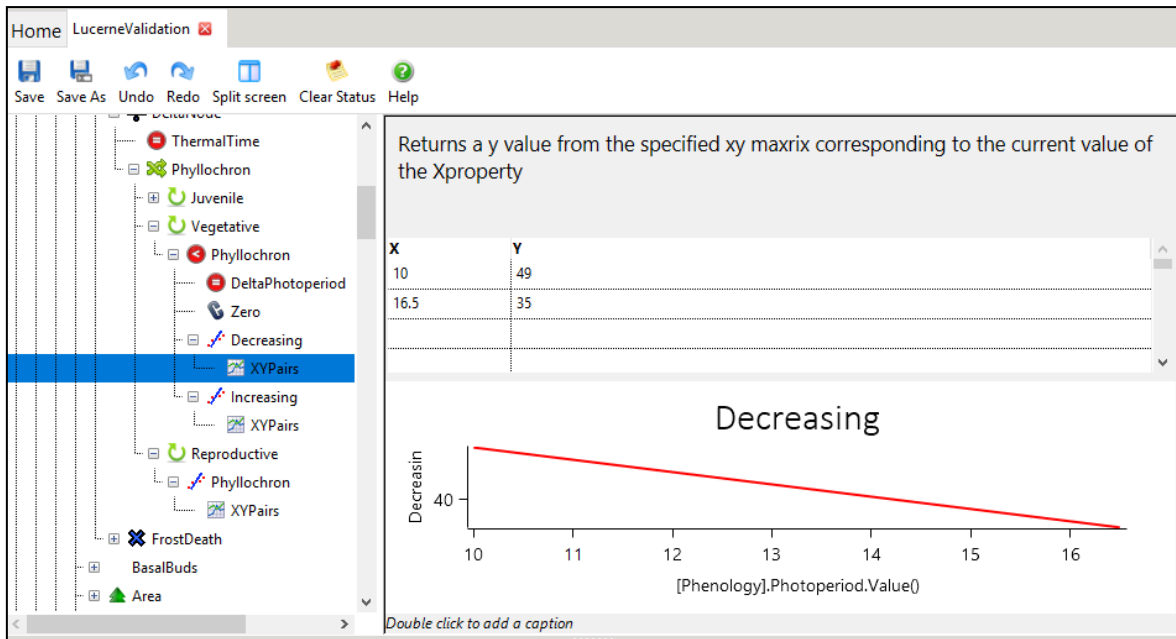 Home LucerneValidation
Save Save As Undo Redo Split screen Clear Status Help
DeltaNode
ThermalTime
Phyllochron
Juvenile
Vegetative
Phyllochron
DeltaPhotoperiod
Zero
Decreasing
XYPairs
Increasing
XYPairs
Reproductive
Phyllochron
XYPairs
FrostDeath
BasalBuds
Area
Returns a y value from the specified xy maxrix corresponding to the current value of
the Xproperty
X Y
10 49
16.5 35
Decreasing
Decreasin
40
10 11 12 13 14 15 16
[Phenology].Photoperiod.Value()
Double click to add a caption